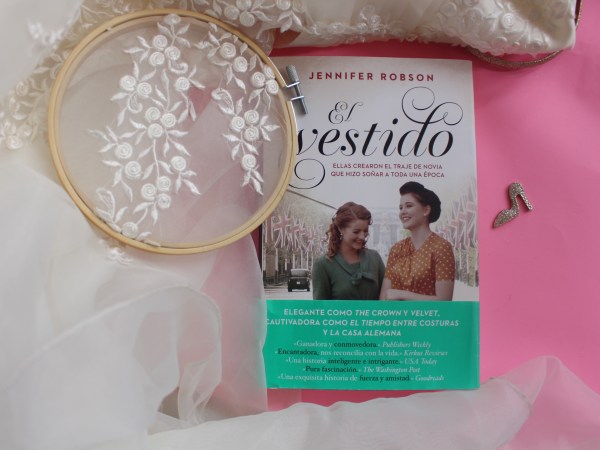 JENNIFER ROBSON
El
vestido
ELLAS CREARON EL TRAJE DE NOVIA
QUE HIZO SOÑAR A TODA UNA ÉPOCA
ELEGANTE COMO THE CROWN Y VELVET,
CAUTIVADORA COMO EL TIEMPO ENTRE COSTURAS
Y LA CASA ALEMANA
«Ganadora y conmovedora.» Publishers Weekly
«Encantadora, nos reconcilia con la vida.» Kirkus Reviews
«Una historia inteligente e intrigante.» USA Today
«Pura fascinación.» The Washington Post
«Una exquisita historia de fuerza y amistad.» Goodreads